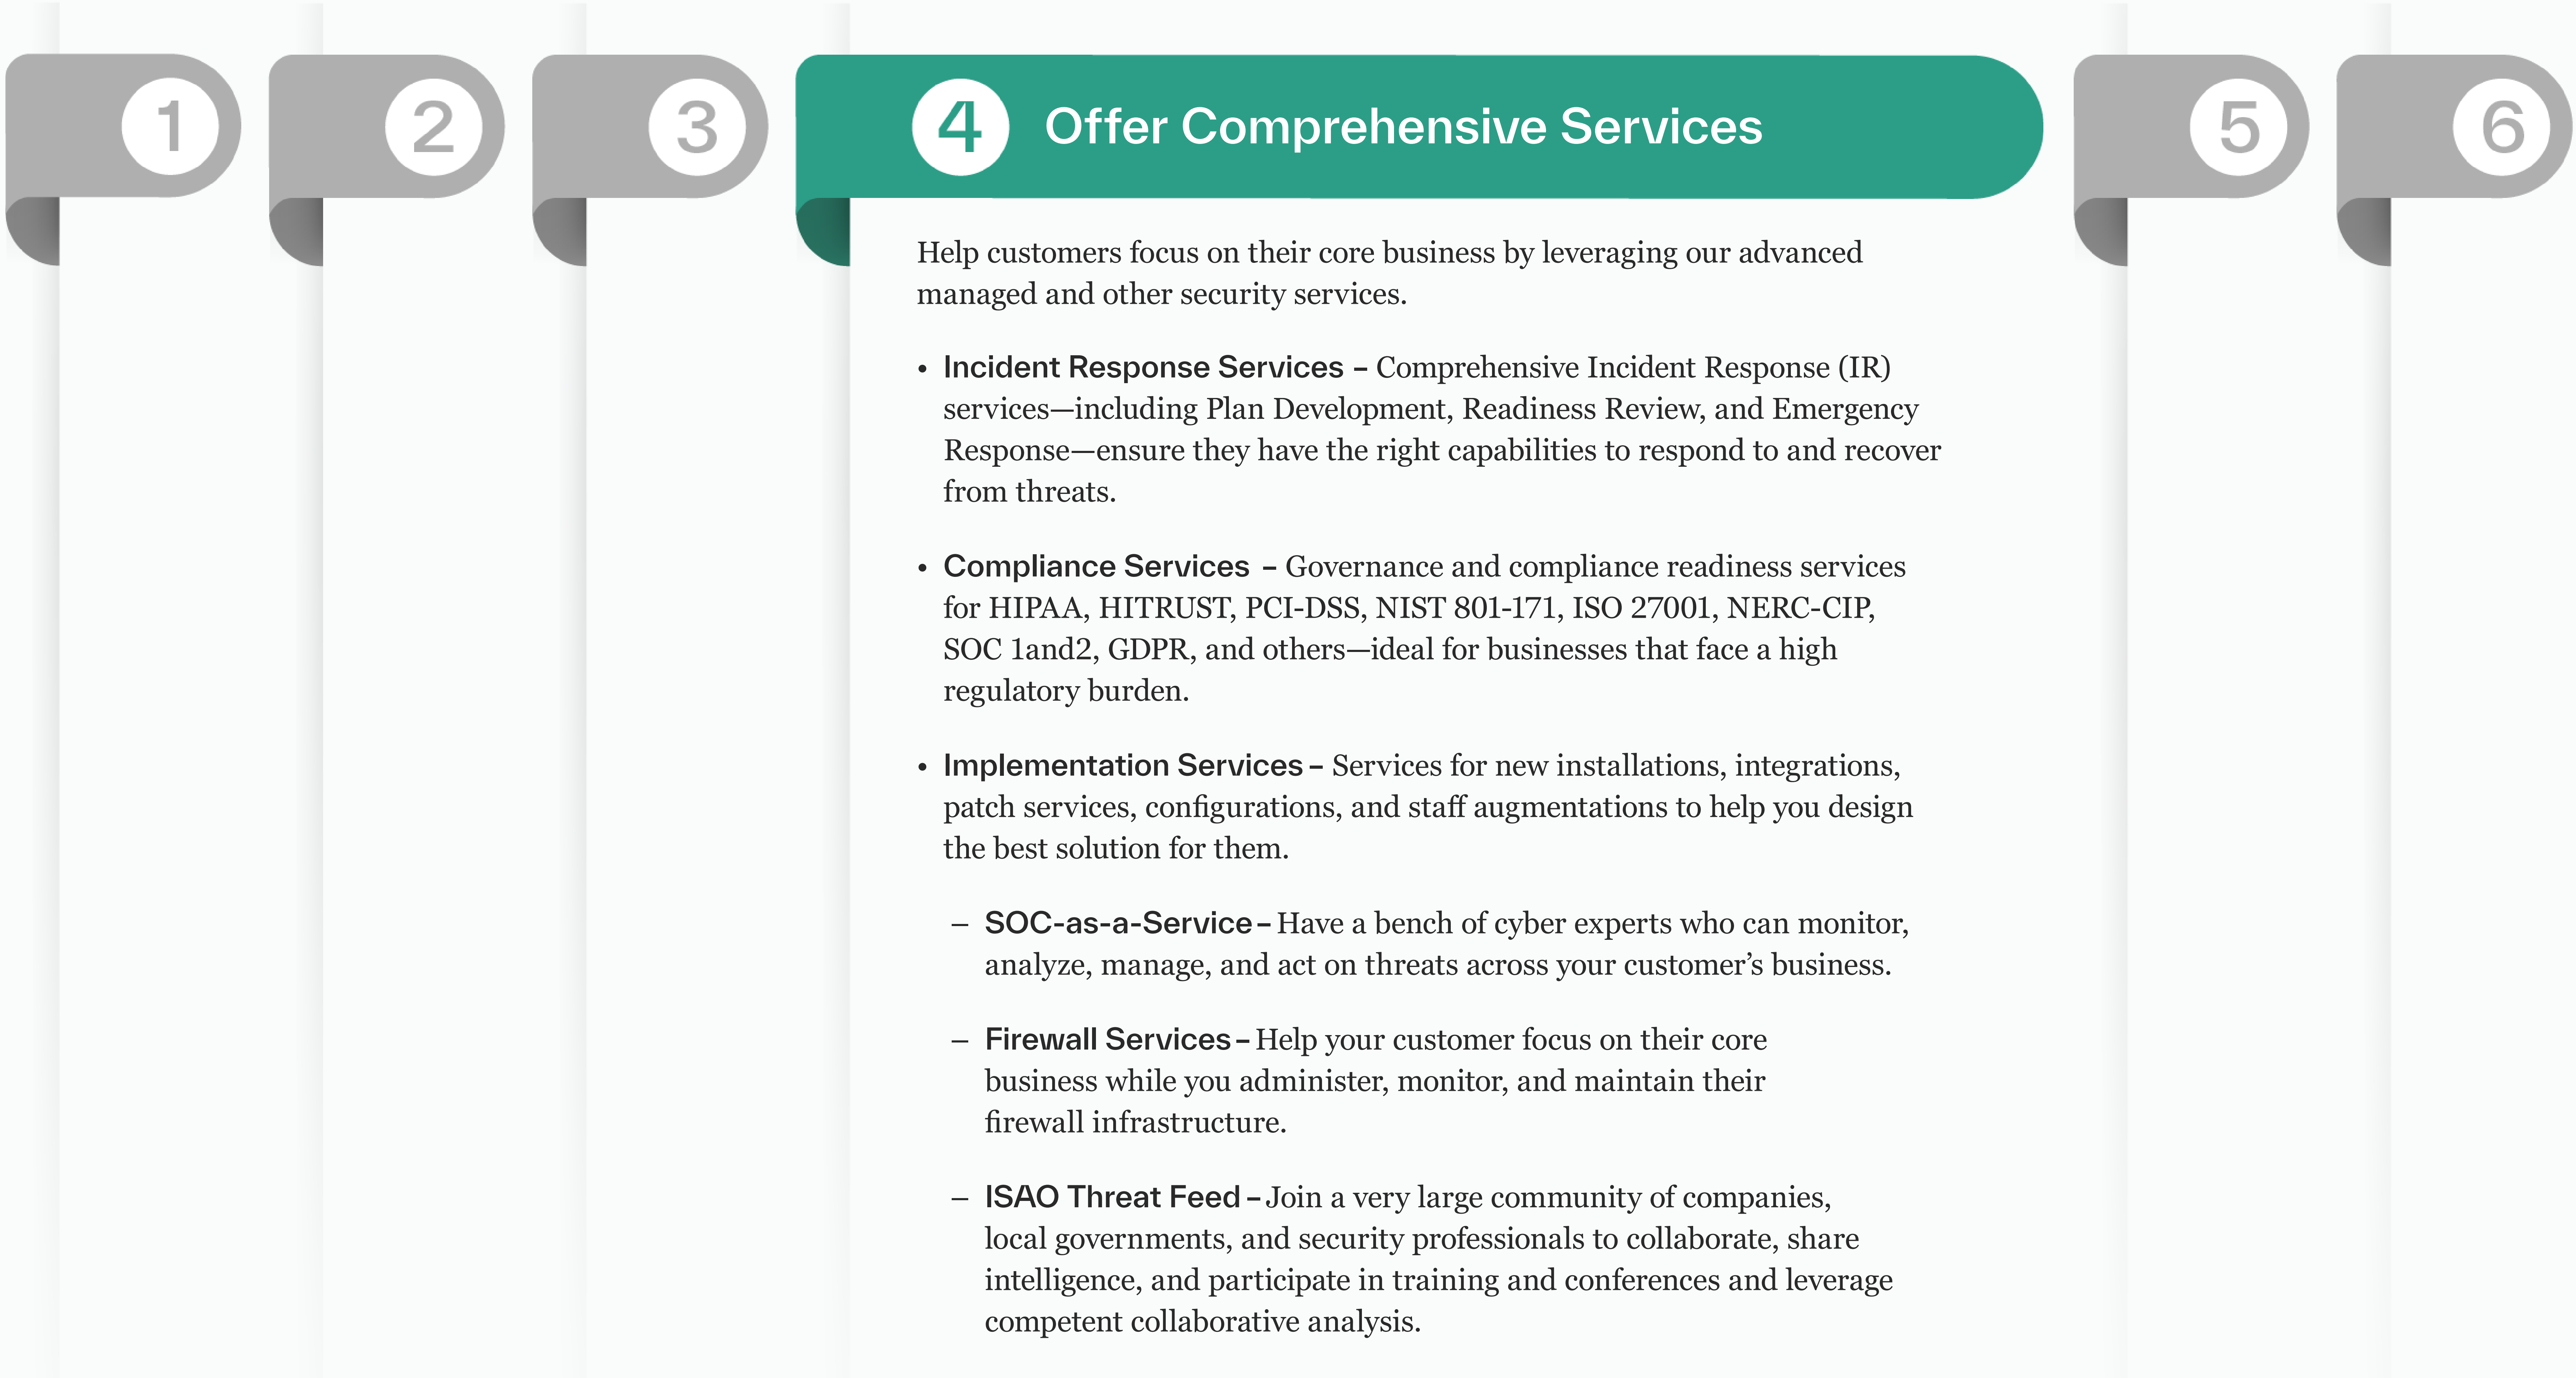 1
2
3
4 Offer Comprehensive Services
5
6
Help customers focus on their core business by leveraging our advanced
managed and other security services.
• Incident Response Services – Comprehensive Incident Response (IR)
services—including Plan Development, Readiness Review, and Emergency
Response—ensure they have the right capabilities to respond to and recover
from threats.
• Compliance Services – Governance and compliance readiness services
for HIPAA, HITRUST, PCI-DSS, NIST 801-171, ISO 27001, NERC-CIP,
SOC 1and2, GDPR, and others—ideal for businesses that face a high
regulatory burden.
• Implementation Services – Services for new installations, integrations,
patch services, configurations, and staff augmentations to help you design
the best solution for them.
– SOC-as-a-Service – Have a bench of cyber experts who can monitor,
analyze, manage, and act on threats across your customer’s business.
– Firewall Services – Help your customer focus on their core
business while you administer, monitor, and maintain their
firewall infrastructure.
– ISAO Threat Feed – Join a very large community of companies,
local governments, and security professionals to collaborate, share
intelligence, and participate in training and conferences and leverage
competent collaborative analysis.